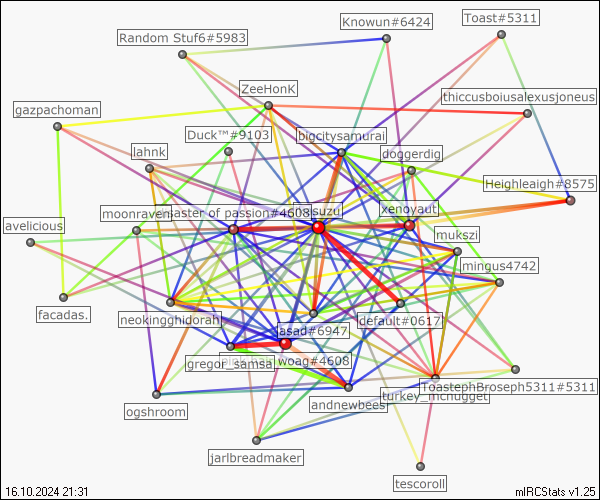 Knowun#6424
Toast#5311
Random Stuf6#5983
ZeeHonK
thiccusboiusalexusjoneus
gazpachoman
Duck™#9103
bigcitysamurai
lahnk
doggerdig
Heighleaigh#8575
moonraven
master of passion#4608
suzu
xenoyaut
avelicious
mukszi
mingus4742
facadas.
neokingghidorah
asad#6947
default#0617
gregor_samsa
woag#4608
ToastephBroseph5311#5311
turkey_mcnugget
ogshroom
andnewbees
jarlbreadmaker
tescoroll
16.10.2024 21:31
mIRCStats v1.25